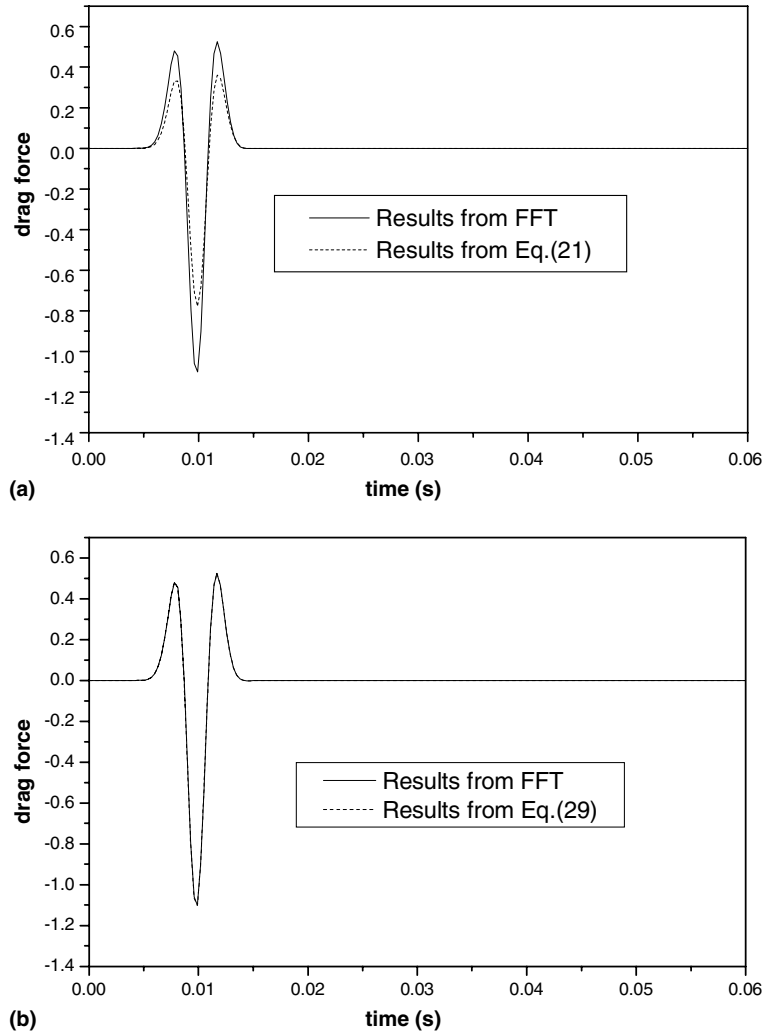 0.6
0.4
0.2
0.0
-0.2
-0.4
-0.6
-0.8
-1.0
-1.2
-1.4
drag force
Results from FFT
Results from Eq.(21)
0.00 0.01 0.02 0.03 0.04 0.05 0.06
(a) time (s)
0.6
0.4
0.2
0.0
-0.2
-0.4
-0.6
-0.8
-1.0
-1.2
-1.4
drag force
Results from FFT
Results from Eq.(29)
0.00 0.01 0.02 0.03 0.04 0.05 0.06
(b) time (s)